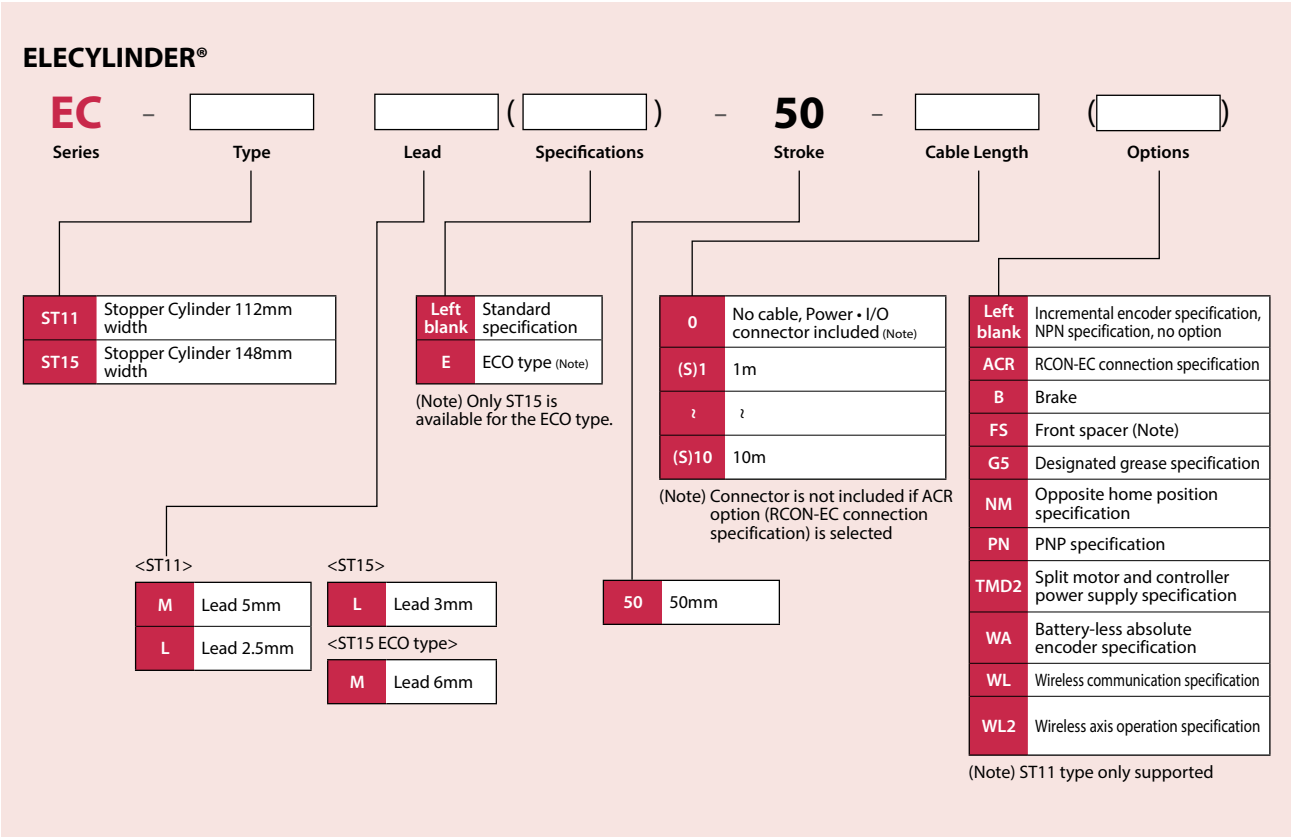 ELECYLINDER®
EC – ( ) – 50 – ( )
Series Type Lead Specifications Stroke Cable Length Options
ST11 Stopper Cylinder 112mm
width
ST15 Stopper Cylinder 148mm
width
Left
blank
Standard
specification
E ECO type (Note)
(Note) Only ST15 is
available for the ECO type.
0 No cable, Power • I/O
connector included (Note)
(S)1 1m
≀ ≀
(S)10 10m
(Note) Connector is not included if ACR
option (RCON-EC connection
specification) is selected
Left
blank
Incremental encoder specification,
NPN specification, no option
ACR RCON-EC connection specification
B Brake
FS Front spacer (Note)
G5 Designated grease specification
NM Opposite home position
specification
PN PNP specification
TMD2 Split motor and controller
power supply specification
WA Battery-less absolute
encoder specification
WL Wireless communication specification
WL2 Wireless axis operation specification
(Note) ST11 type only supported
<ST11>
M Lead 5mm
L Lead 2.5mm
<ST15>
L Lead 3mm
<ST15 ECO type>
M Lead 6mm
50 50mm